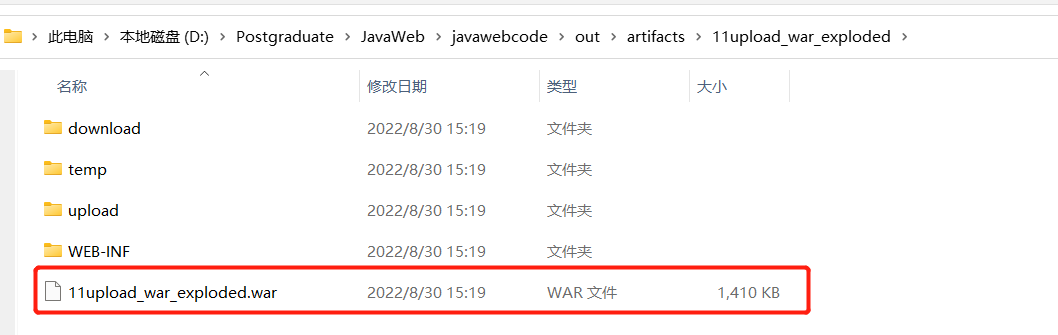 此电脑 > 本地磁盘 (D:) > Postgraduate > JavaWeb > javawebcode > out > artifacts > 11upload_war_exploded >
名称 修改日期 类型 大小
download 2022/8/30 15:19 文件夹
temp 2022/8/30 15:19 文件夹
upload 2022/8/30 15:19 文件夹
WEB-INF 2022/8/30 15:19 文件夹
11upload_war_exploded.war 2022/8/30 15:19 WAR 文件 1,410 KB